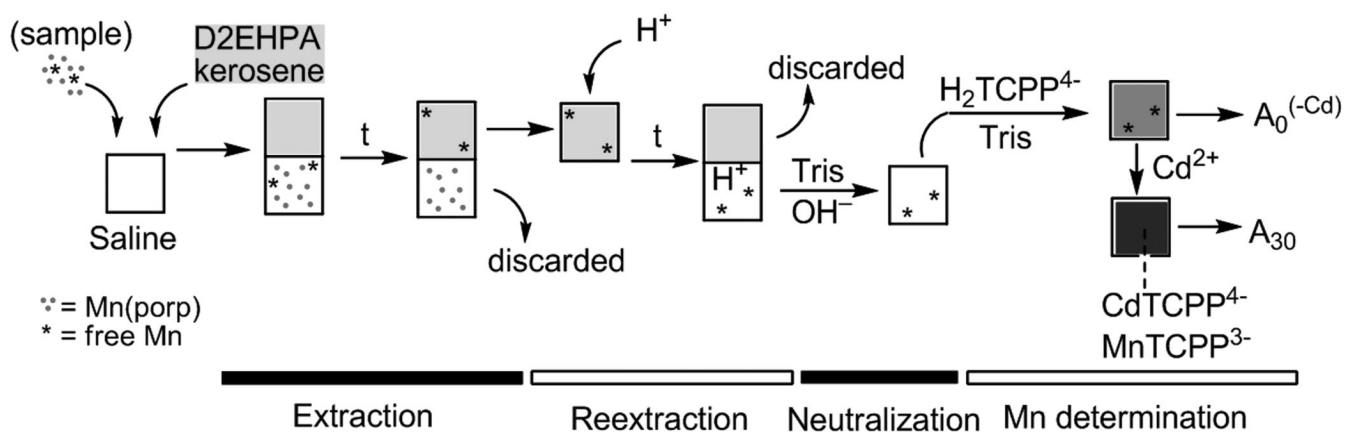 (sample)
D2EHPA
kerosene
Saline
t
discarded
H⁺
t
H⁺
discarded
Tris
OH⁻
H₂TCPP⁴⁻
Tris
A₀⁽⁻ᶜᵈ⁾
Cd²⁺
A₃₀
CdTCPP⁴⁻
MnTCPP³⁻
= Mn(porp)
* = free Mn
Extraction
Reextraction
Neutralization
Mn determination